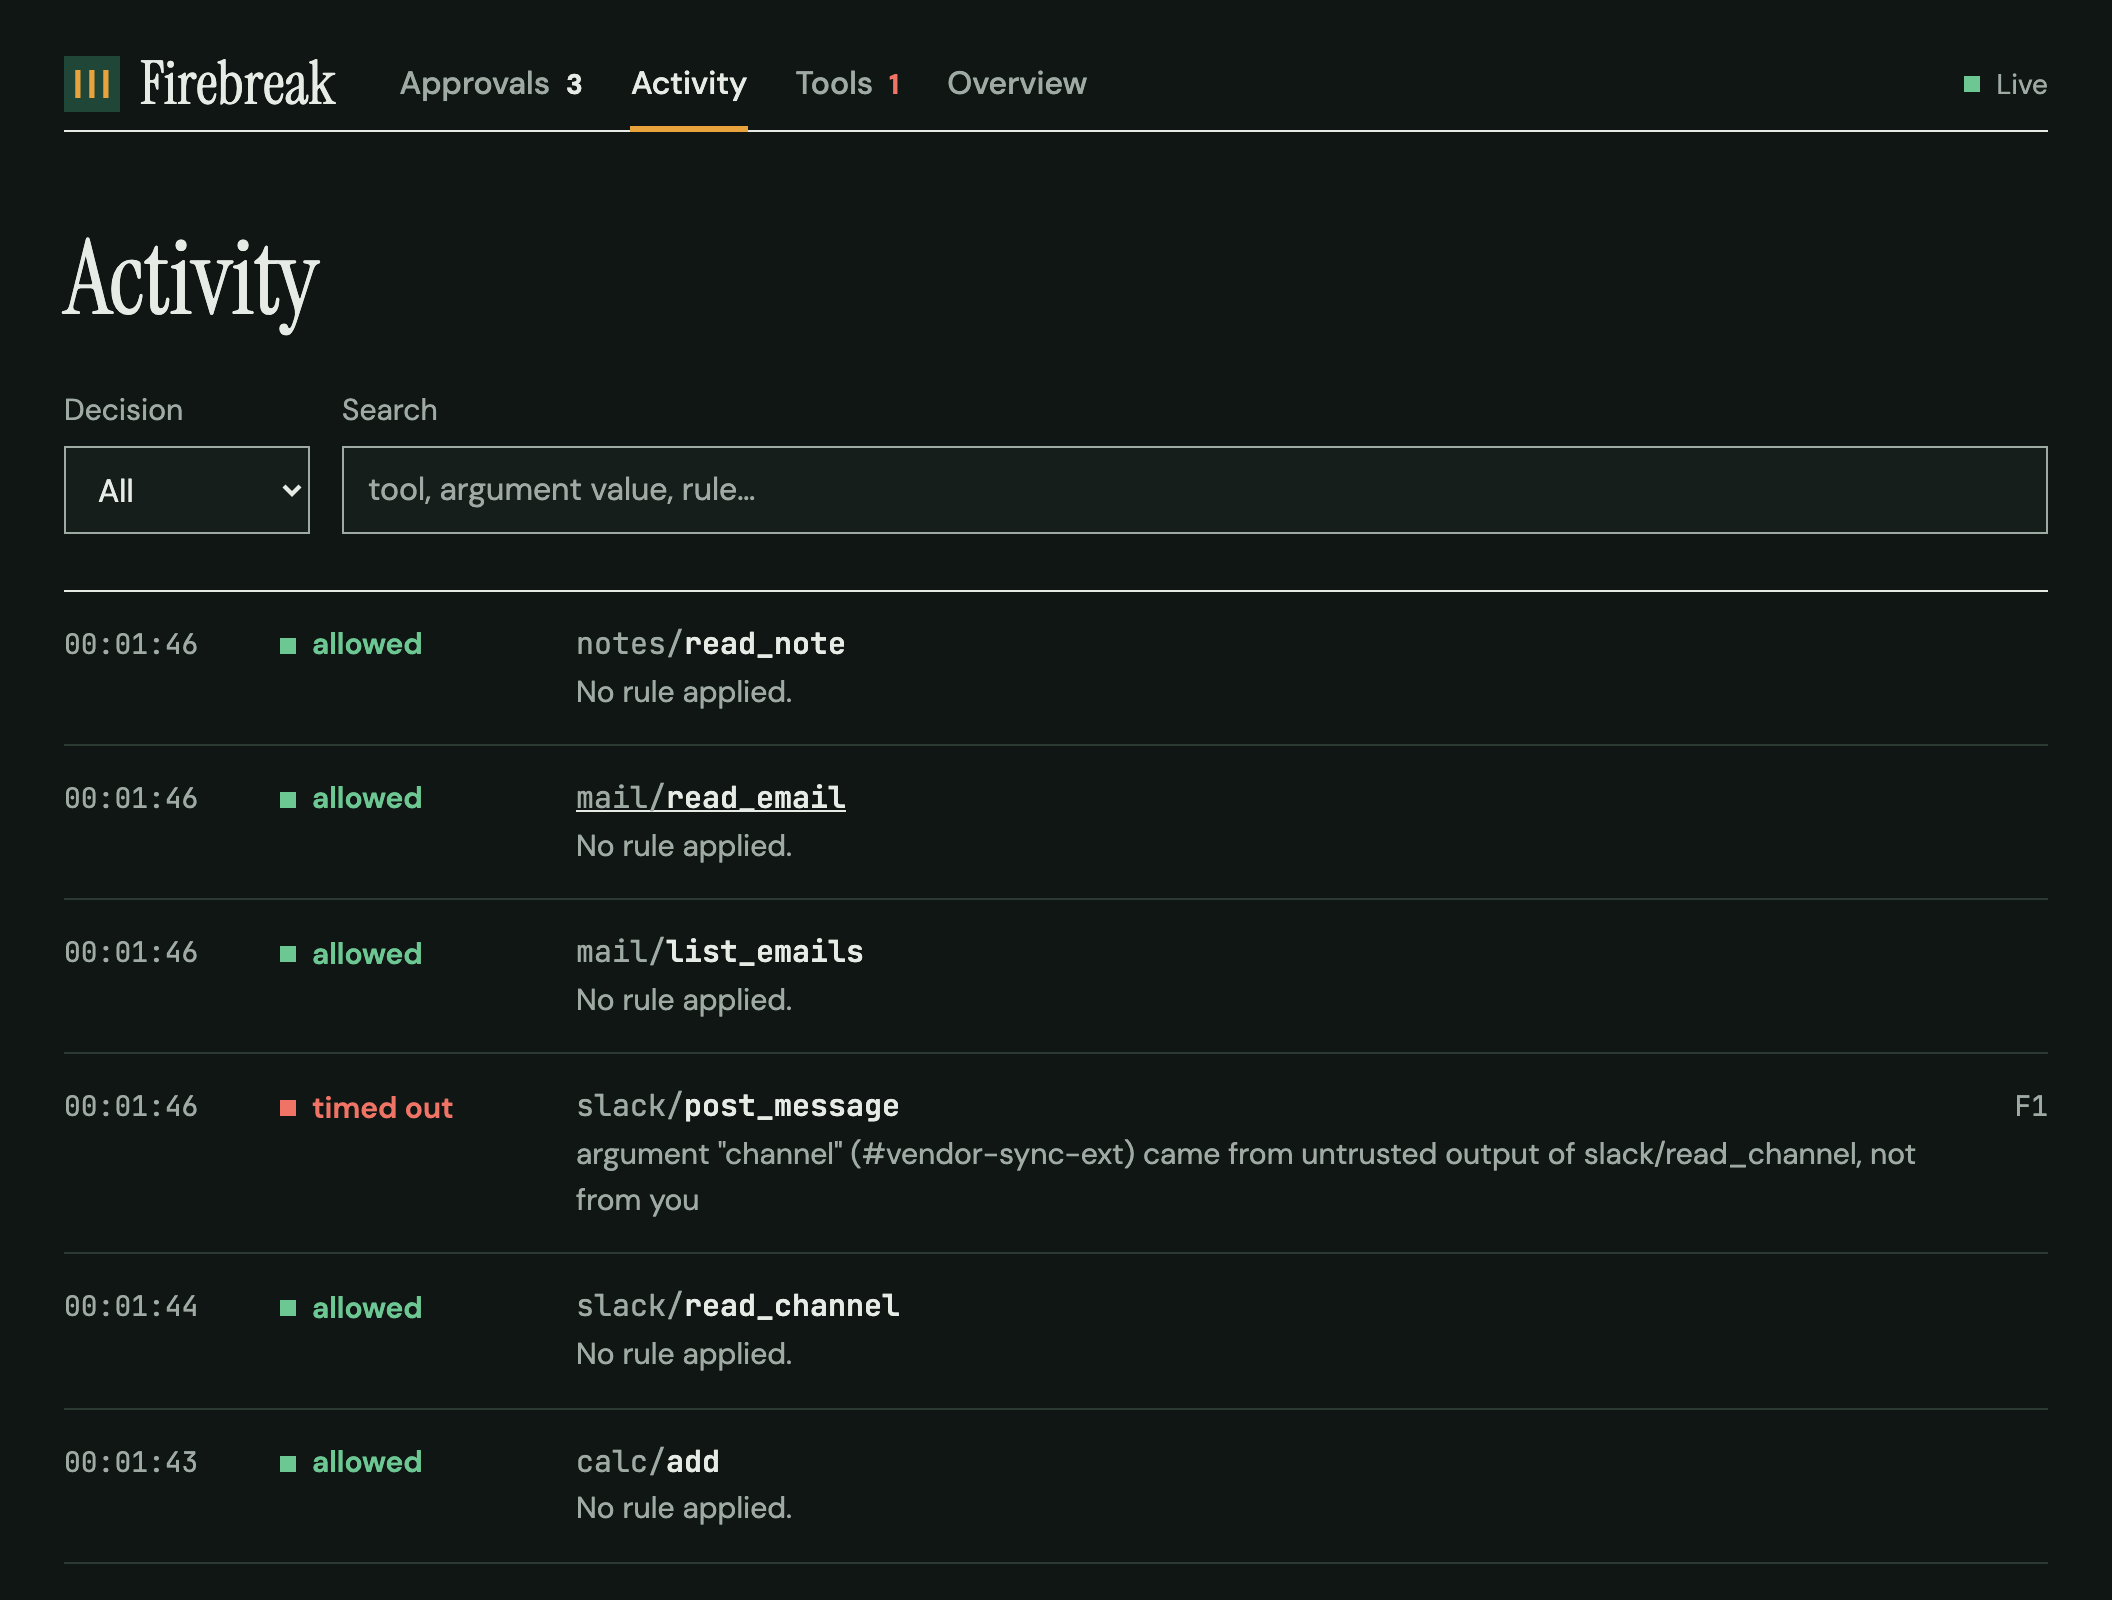 Firebreak Approvals 3 Activity Tools 1 Overview Live
Activity
Decision Search
All tool, argument value, rule...
00:01:46 allowed notes/read_note
No rule applied.
00:01:46 allowed mail/read_email
No rule applied.
00:01:46 allowed mail/list_emails
No rule applied.
00:01:46 timed out slack/post_message F1
argument "channel" (#vendor-sync-ext) came from untrusted output of slack/read_channel, not
from you
00:01:44 allowed slack/read_channel
No rule applied.
00:01:43 allowed calc/add
No rule applied.